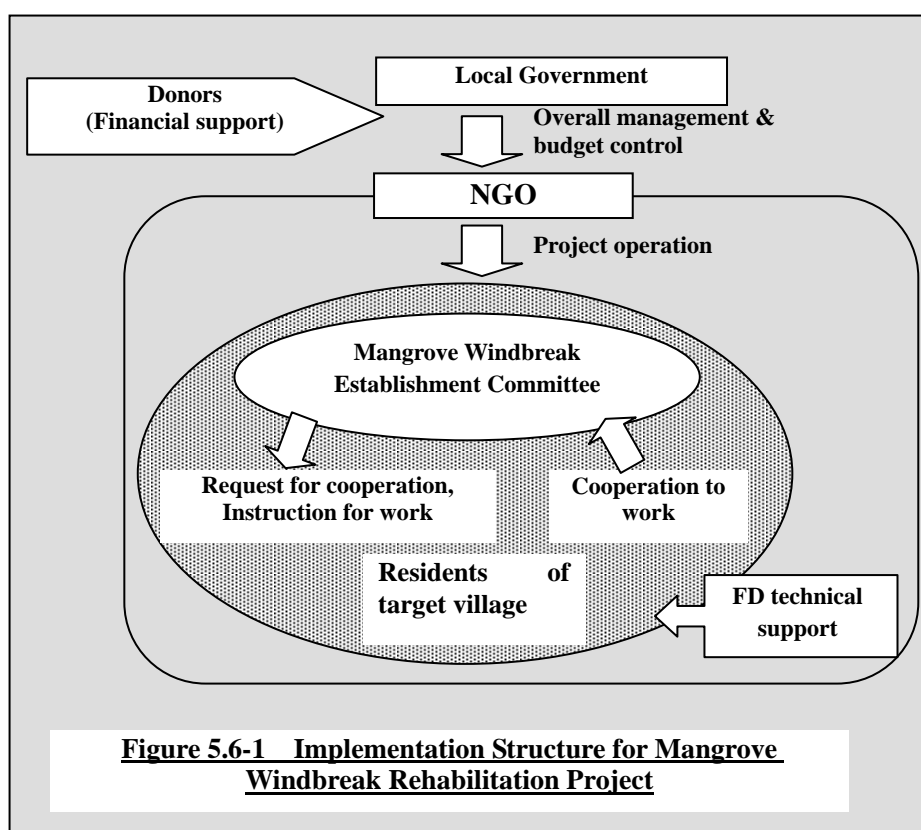 Local Government
Donors
(Financial support)
Overall management &
budget control
NGO
Project operation
Mangrove Windbreak
Establishment Committee
Request for cooperation,
Instruction for work
Cooperation to
work
Residents of
target village
FD technical
support
Figure 5.6-1 Implementation Structure for Mangrove
Windbreak Rehabilitation Project